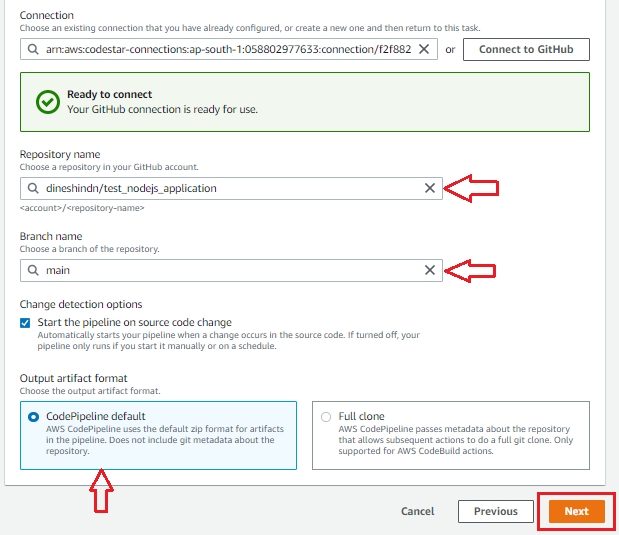 Connection
Choose an existing connection that you have already configured, or create a new one and then return to this task.
arn:aws:codestar-connections:ap-south-1:058802977633:connection/f2f882
or
Connect to GitHub
Ready to connect
Your GitHub connection is ready for use.
Repository name
Choose a repository in your GitHub account.
dineshindn/test_nodejs_application
<account>/<repository-name>
Branch name
Choose a branch of the repository.
main
Change detection options
Start the pipeline on source code change
Automatically starts your pipeline when a change occurs in the source code. If turned off, your
pipeline only runs if you start it manually or on a schedule.
Output artifact format
Choose the output artifact format.
CodePipeline default
AWS CodePipeline uses the default zip format for artifacts
in the pipeline. Does not include git metadata about the
repository.
Full clone
AWS CodePipeline passes metadata about the repository
that allows subsequent actions to do a full git clone. Only
supported for AWS CodeBuild actions.
Cancel
Previous
Next